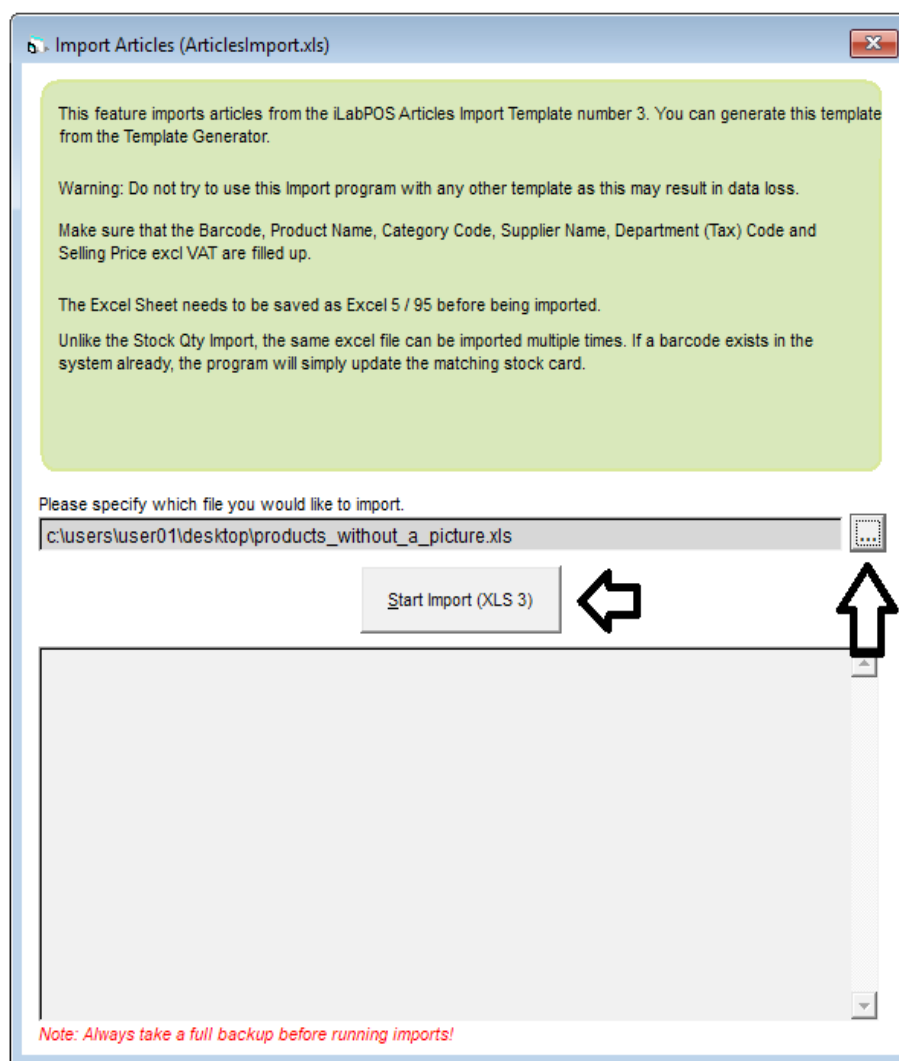 Import Articles (ArticlesImport.xls)
This feature imports articles from the iLabPOS Articles Import Template number 3. You can generate this template
from the Template Generator.
Warning: Do not try to use this Import program with any other template as this may result in data loss.
Make sure that the Barcode, Product Name, Category Code, Supplier Name, Department (Tax) Code and
Selling Price excl VAT are filled up.
The Excel Sheet needs to be saved as Excel 5 / 95 before being imported.
Unlike the Stock Qty Import, the same excel file can be imported multiple times. If a barcode exists in the
system already, the program will simply update the matching stock card.
Please specify which file you would like to import.
c:\users\user01\desktop\products_without_a_picture.xls
...
Start Import (XLS 3)
Note: Always take a full backup before running imports!